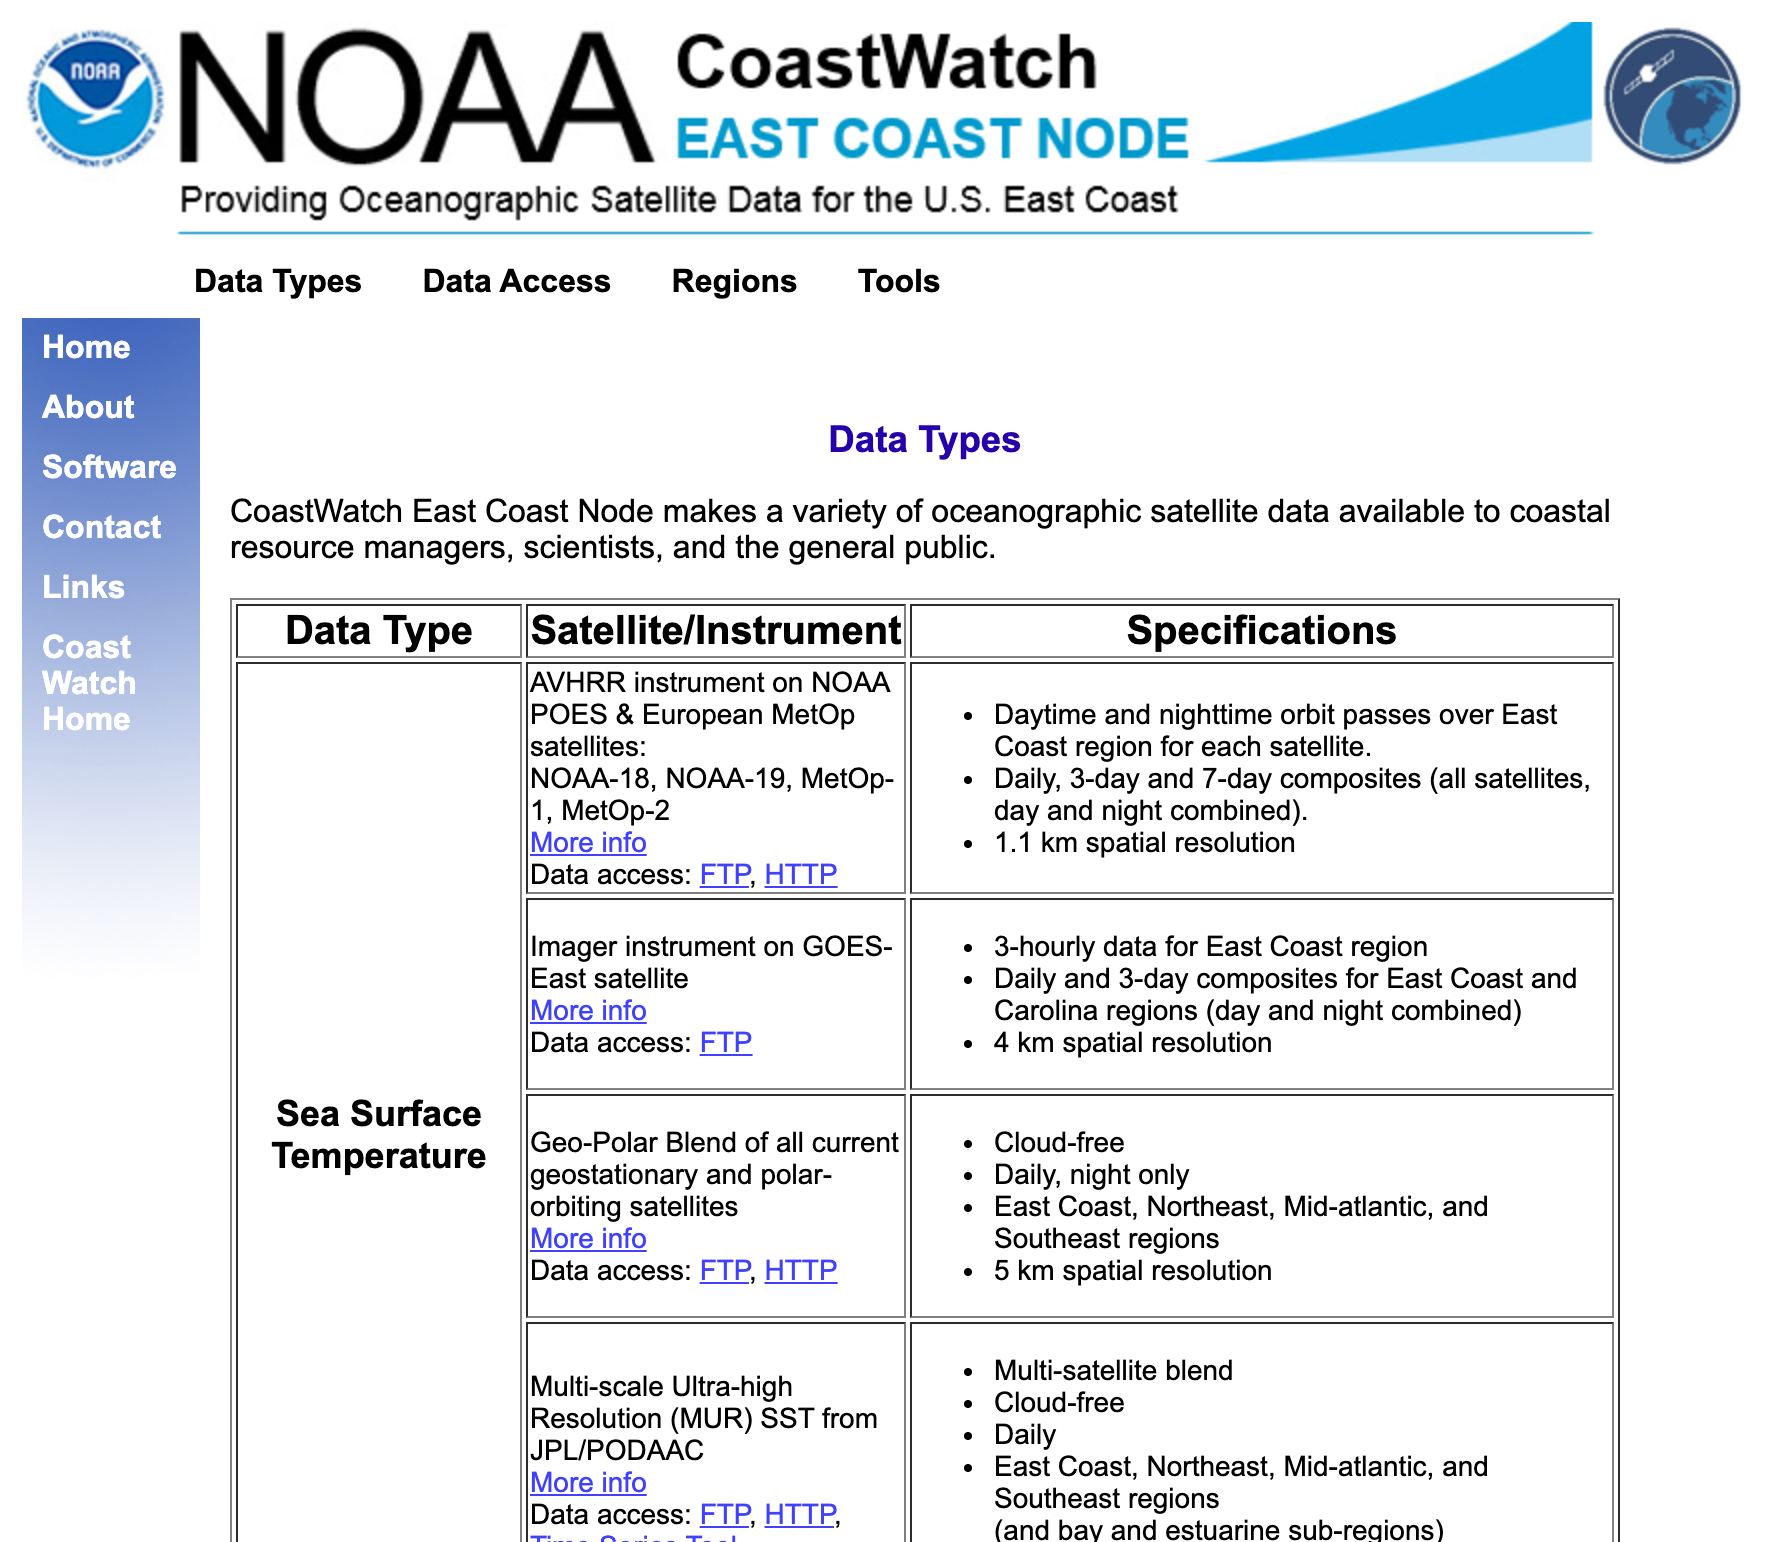 NOAA
NOAA
CoastWatch
EAST COAST NODE
Providing Oceanographic Satellite Data for the U.S. East Coast
Data Types Data Access Regions Tools
Home
About
Software
Contact
Links
Coast
Watch
Home
Data Types
CoastWatch East Coast Node makes a variety of oceanographic satellite data available to coastal
resource managers, scientists, and the general public.
Data Type Satellite/Instrument Specifications
Sea Surface
Temperature
AVHRR instrument on NOAA
POES & European MetOp
satellites:
NOAA-18, NOAA-19, MetOp-
1, MetOp-2
More info
Data access: FTP, HTTP
• Daytime and nighttime orbit passes over East
Coast region for each satellite.
• Daily, 3-day and 7-day composites (all satellites,
day and night combined).
• 1.1 km spatial resolution
Imager instrument on GOES-
East satellite
More info
Data access: FTP
• 3-hourly data for East Coast region
• Daily and 3-day composites for East Coast and
Carolina regions (day and night combined)
• 4 km spatial resolution
Geo-Polar Blend of all current
geostationary and polar-
orbiting satellites
More info
Data access: FTP, HTTP
• Cloud-free
• Daily, night only
• East Coast, Northeast, Mid-atlantic, and
Southeast regions
• 5 km spatial resolution
Multi-scale Ultra-high
Resolution (MUR) SST from
JPL/PODAAC
More info
Data access: FTP, HTTP,
Time Series Tool
• Multi-satellite blend
• Cloud-free
• Daily
• East Coast, Northeast, Mid-atlantic, and
Southeast regions
(and bay and estuarine sub-regions)